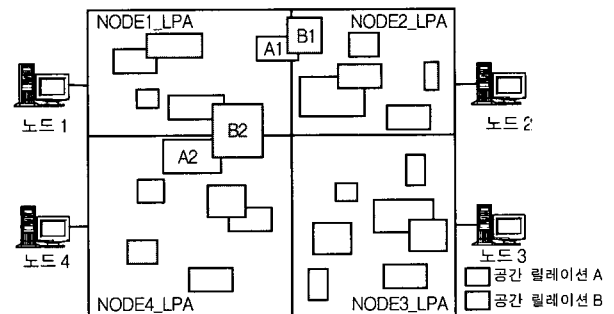 NODE1_LPA
A1
B1
NODE2_LPA
노드 1
노드 2
B2
A2
노드 4
노드 3
NODE4_LPA
NODE3_LPA
공간 릴레이션 A
공간 릴레이션 B